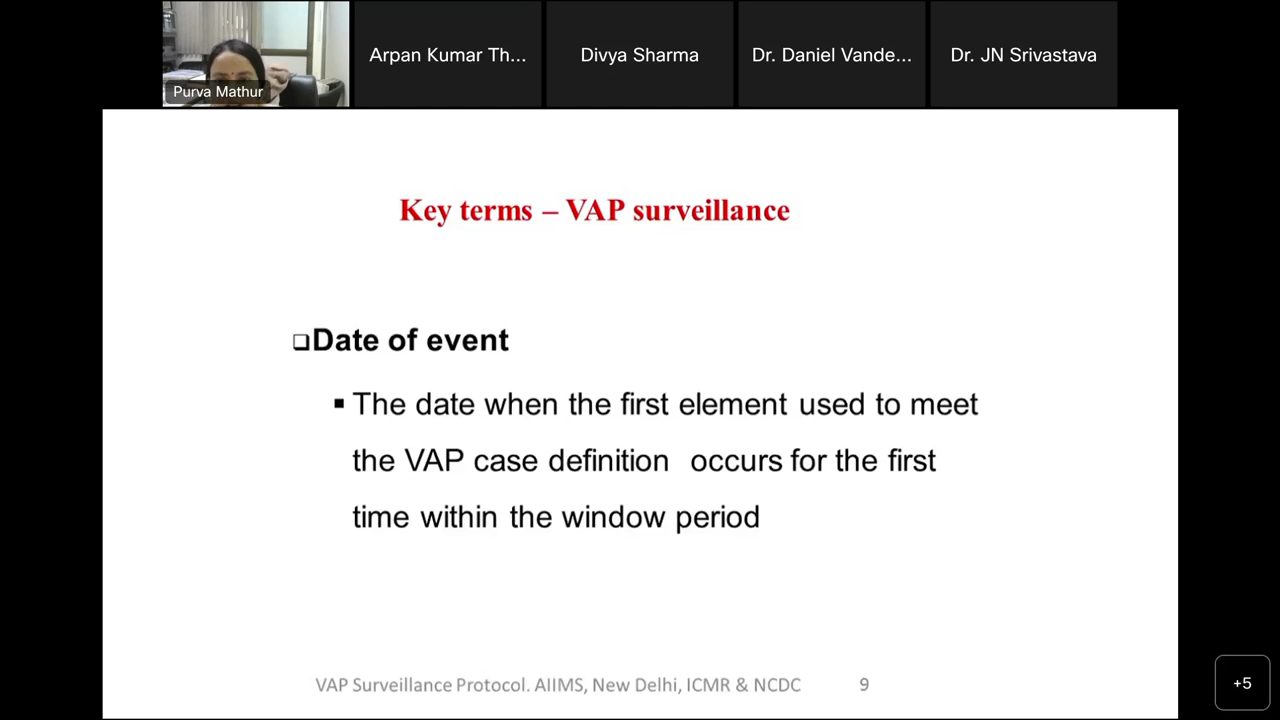 Purva Mathur
Arpan Kumar Th...
Divya Sharma
Dr. Daniel Vande...
Dr. JN Srivastava
Key terms – VAP surveillance
❑Date of event
▪ The date when the first element used to meet
the VAP case definition occurs for the first
time within the window period
VAP Surveillance Protocol. AIIMS, New Delhi, ICMR & NCDC
9
+5